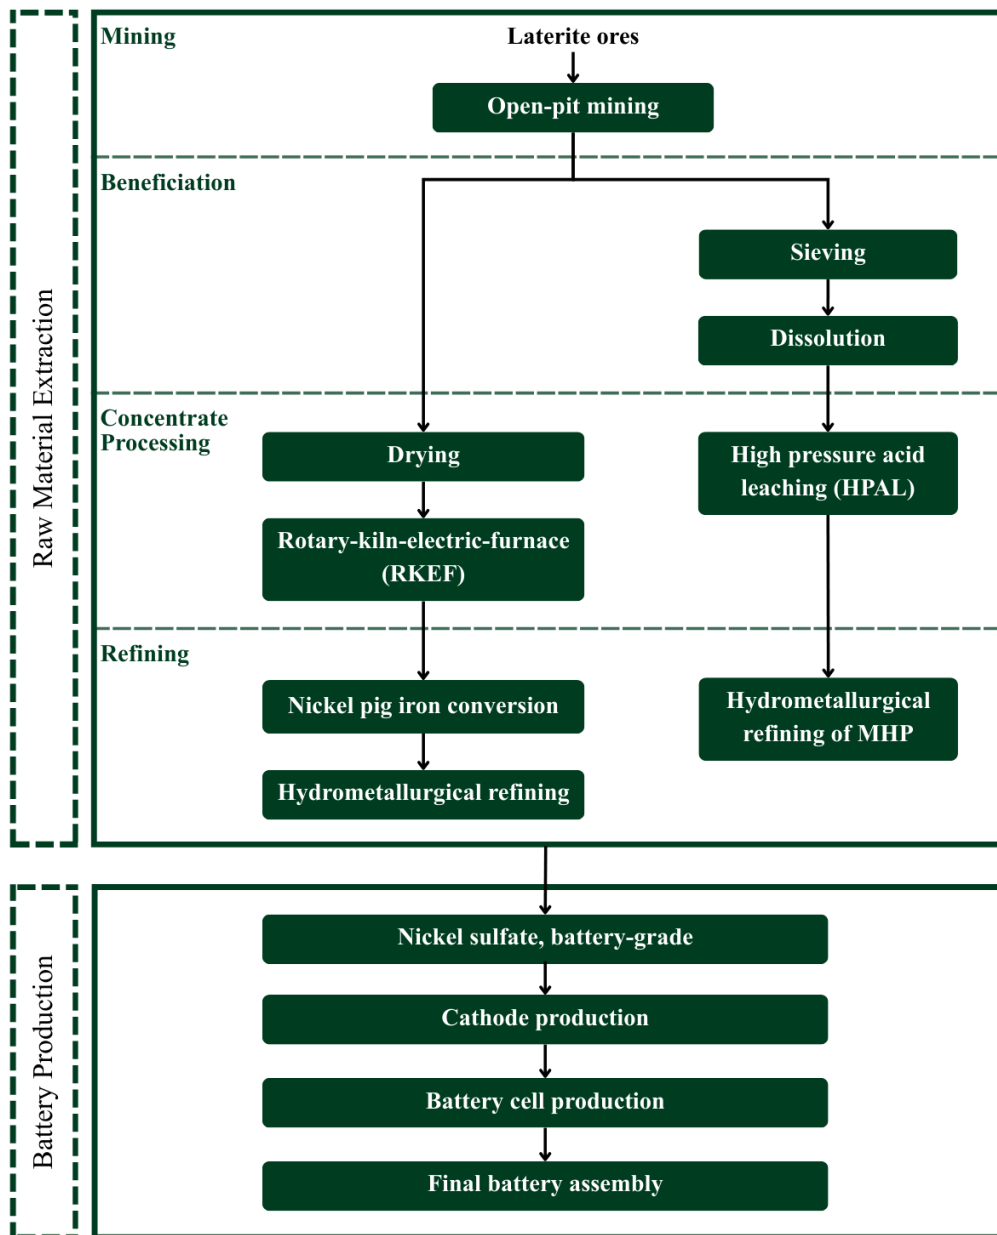 Raw Material Extraction
Mining
Laterite ores
Open-pit mining
Beneficiation
Sieving
Dissolution
Concentrate
Processing
Drying
Rotary-kiln-electric-furnace
(RKEF)
High pressure acid
leaching (HPAL)
Refining
Nickel pig iron conversion
Hydrometallurgical refining
Hydrometallurgical
refining of MHP
Battery Production
Nickel sulfate, battery-grade
Cathode production
Battery cell production
Final battery assembly